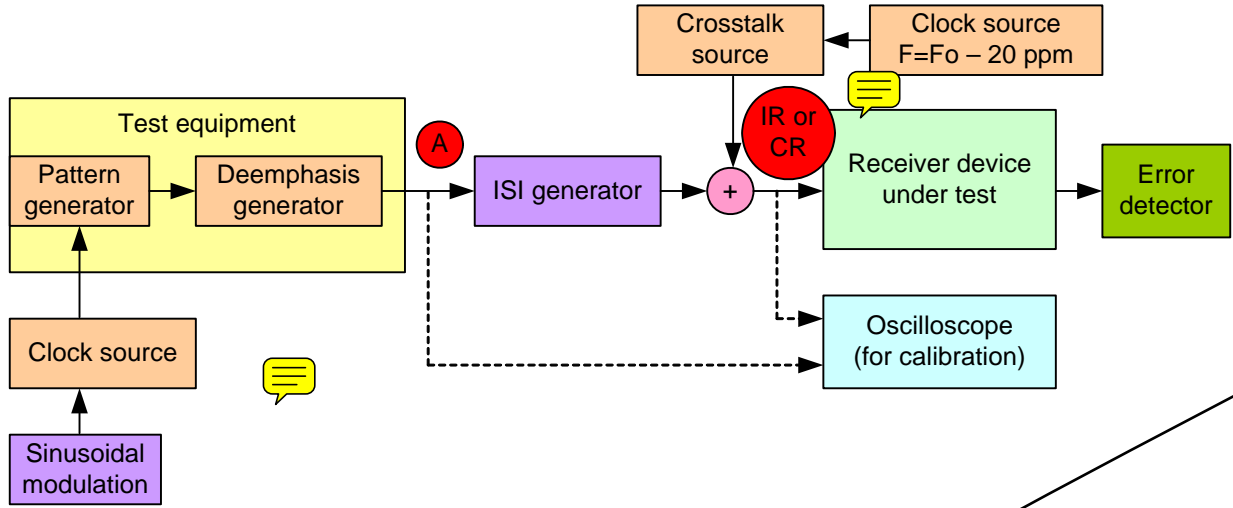 Crosstalk
source
Clock source
F=Fo – 20 ppm
Test equipment
Pattern
generator
Deemphasis
generator
A
ISI generator
+
IR or
CR
Receiver device
under test
Error
detector
Clock source
Oscilloscope
(for calibration)
Sinusoidal
modulation